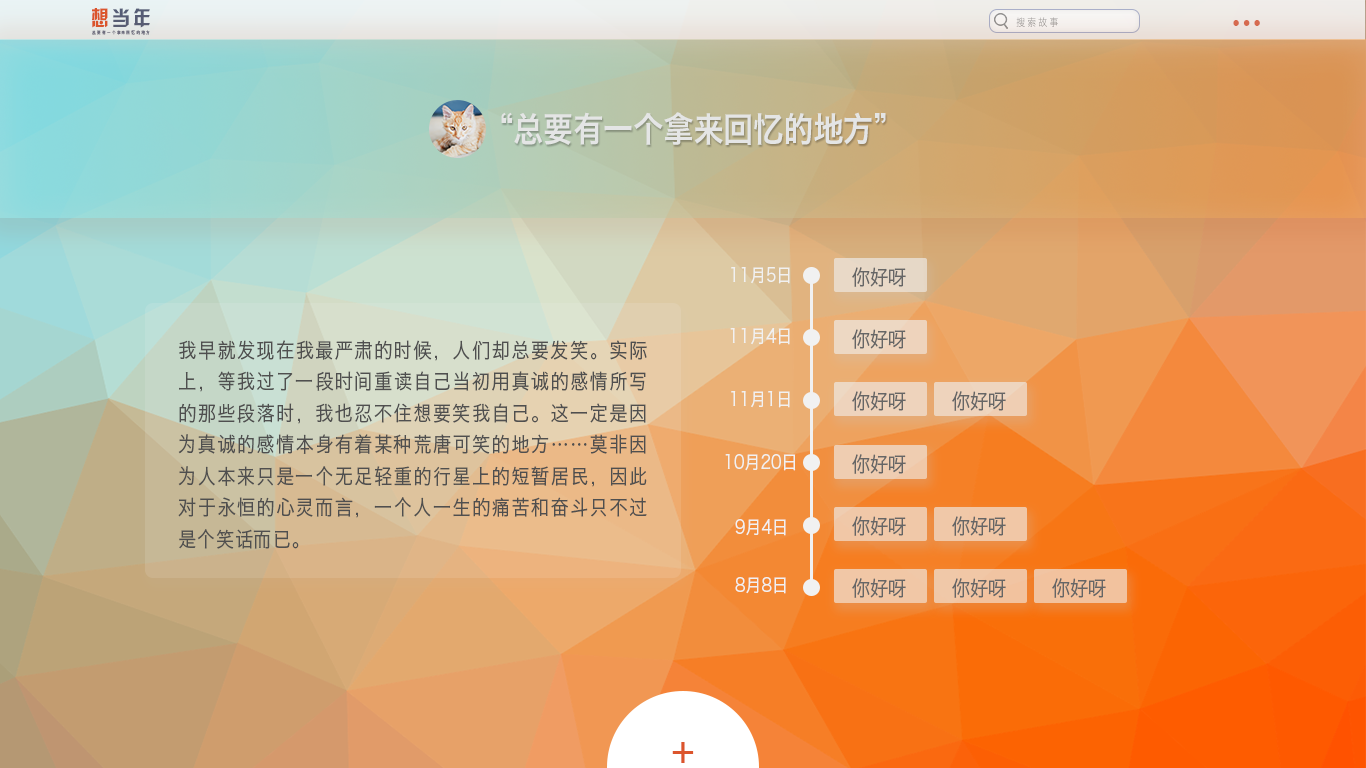 想当年
总要有一个拿来回忆的地方
搜索故事
“总要有一个拿来回忆的地方”
我早就发现在我最严肃的时候，人们却总要发笑。实际
上，等我过了一段时间重读自己当初用真诚的感情所写
的那些段落时，我也忍不住想要笑我自己。这一定是因
为真诚的感情本身有着某种荒唐可笑的地方……莫非因
为人本来只是一个无足轻重的行星上的短暂居民，因此
对于永恒的心灵而言，一个人一生的痛苦和奋斗只不过
是个笑话而已。
11月5日 你好呀
11月4日 你好呀
11月1日 你好呀 你好呀
10月20日 你好呀
9月4日 你好呀 你好呀
8月8日 你好呀 你好呀 你好呀
+